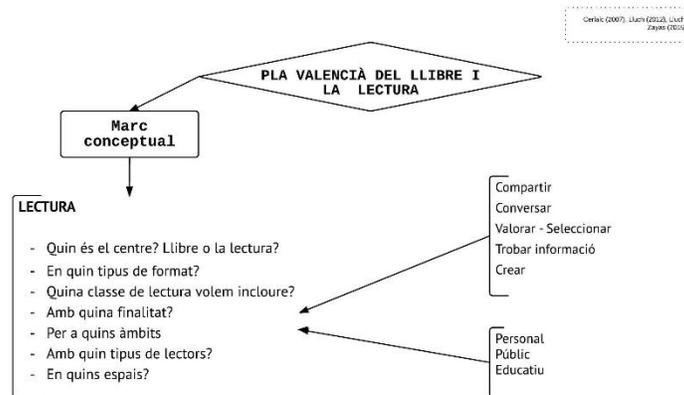 Cerlalc (2007), Lluch (2012), Lluch
Zayas (2015
PLA VALENCIÀ DEL LLIBRE I
LA LECTURA
Marc
conceptual
LECTURA
- Quin és el centre? Llibre o la lectura?
- En quin tipus de format?
- Quina classe de lectura volem incloure?
- Amb quina finalitat?
- Per a quins àmbits
- Amb quin tipus de lectors?
- En quins espais?
Compartir
Conversar
Valorar - Seleccionar
Trobar informació
Crear
Personal
Públic
Educatiu